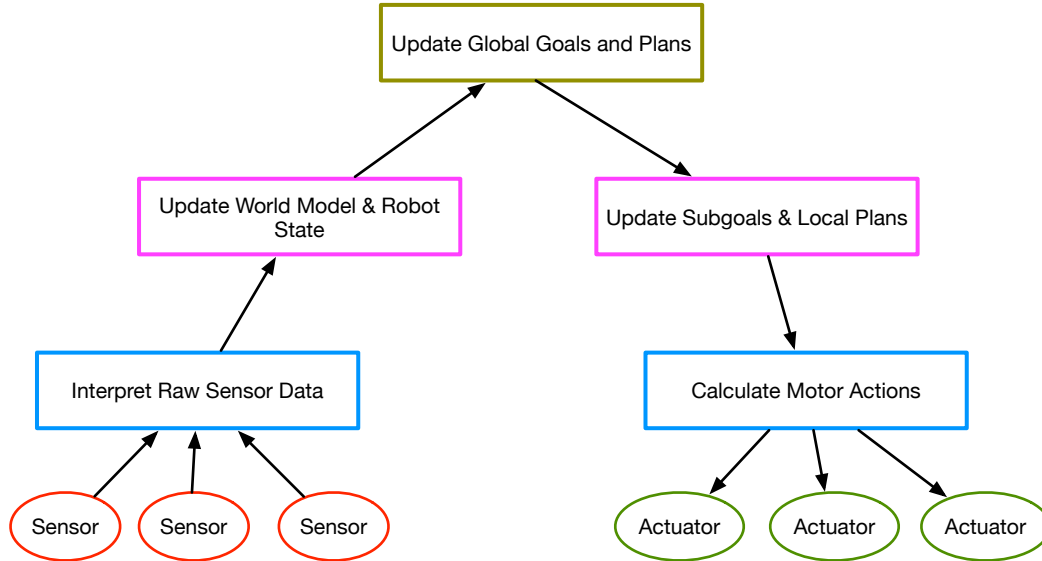 Update Global Goals and Plans
Update World Model & Robot
State
Update Subgoals & Local Plans
Interpret Raw Sensor Data
Calculate Motor Actions
Sensor
Sensor
Sensor
Actuator
Actuator
Actuator